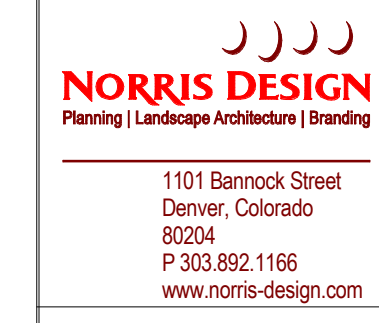 NORRIS DESIGN
Planning | Landscape Architecture | Branding
1101 Bannock Street
Denver, Colorado
80204
P 303.892.1166
www.norris-design.com